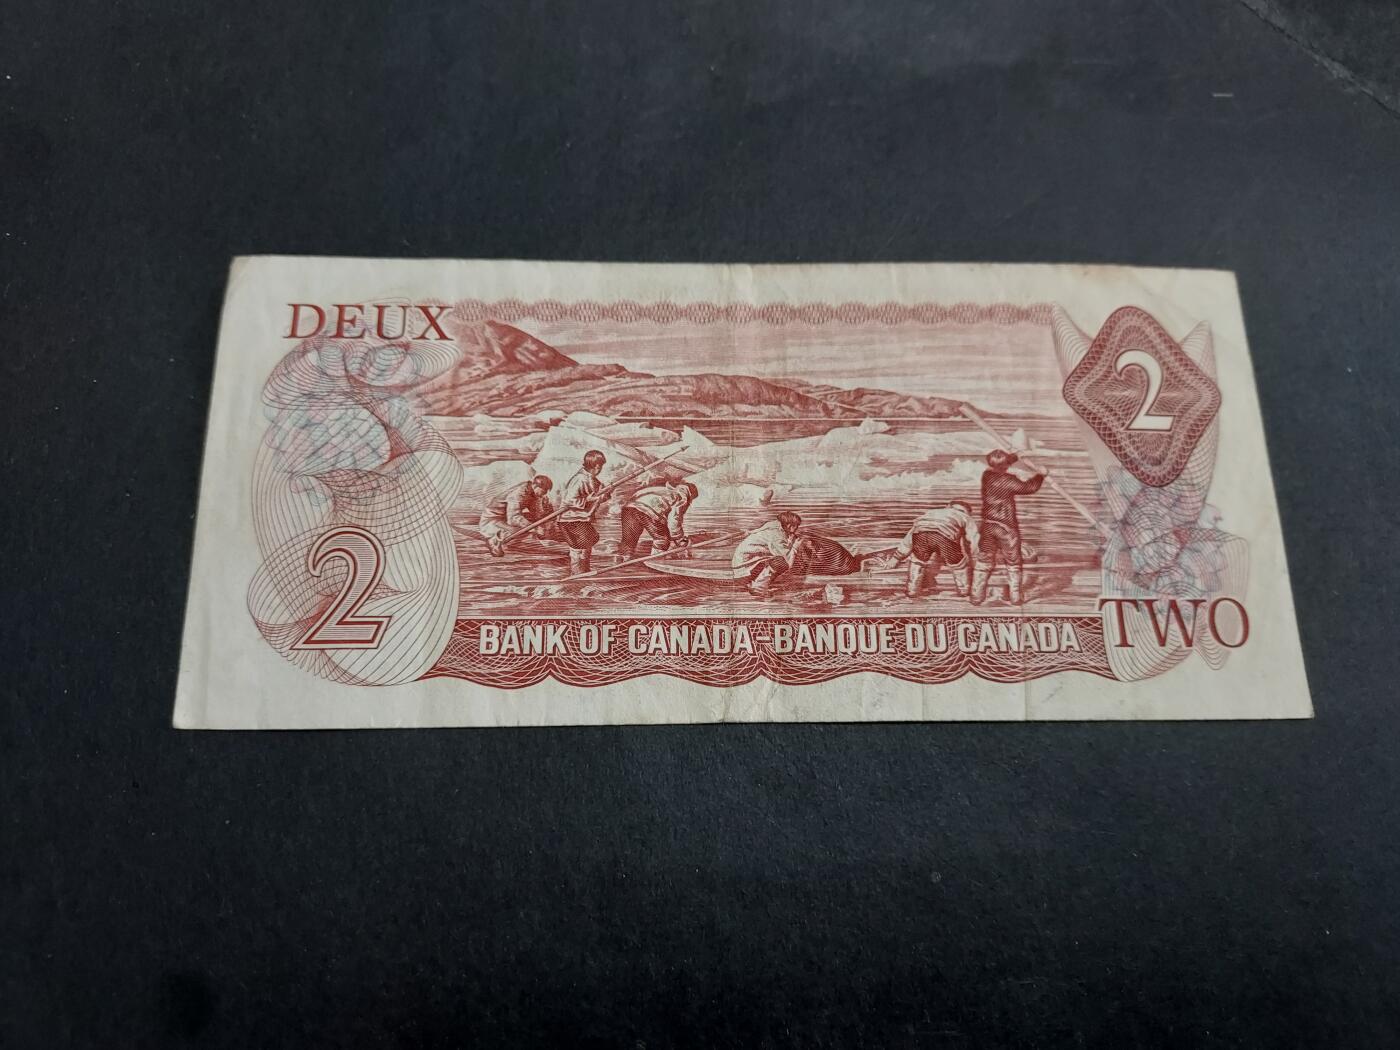 DEUX
2
2
BANK OF CANADA-BANQUE DU CANADA
TWO